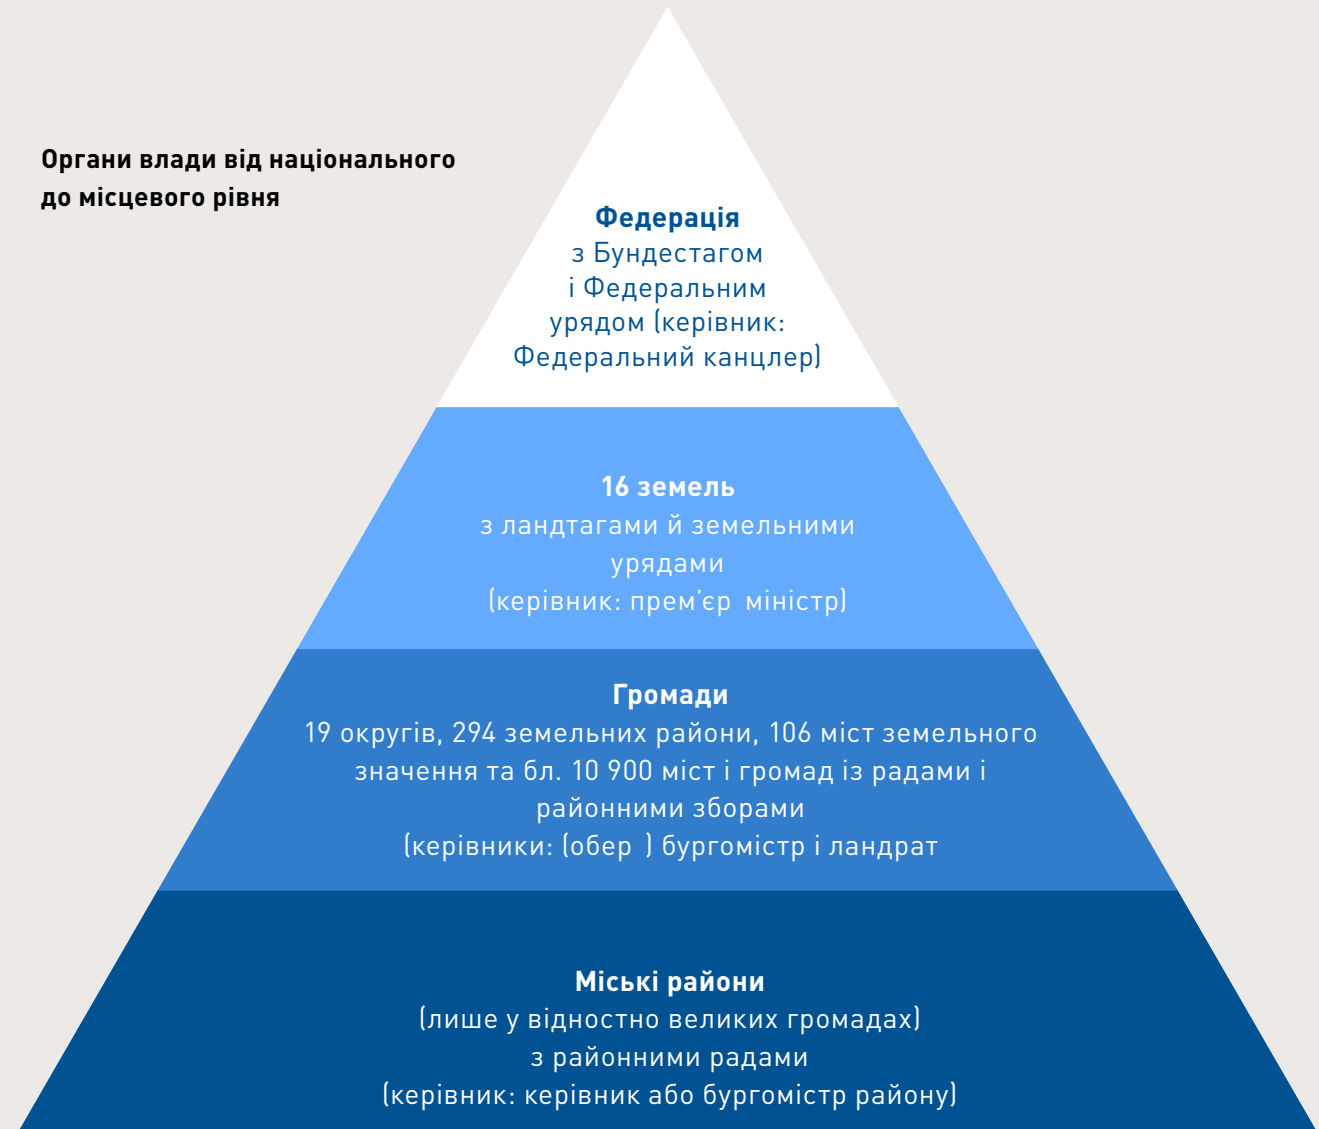 Органи влади від національного
до місцевого рівня
Федерація
з Бундестагом
і Федеральним
урядом (керівник:
Федеральний канцлер)
16 земель
з ландтагами й земельними
урядами
(керівник: прем’єр міністр)
Громади
19 округів, 294 земельних райони, 106 міст земельного
значення та бл. 10 900 міст і громад із радами і
районними зборами
(керівники: (обер ) бургомістр і ландрат
Міські райони
(лише у відностно великих громадах)
з районними радами
(керівник: керівник або бургомістр району)